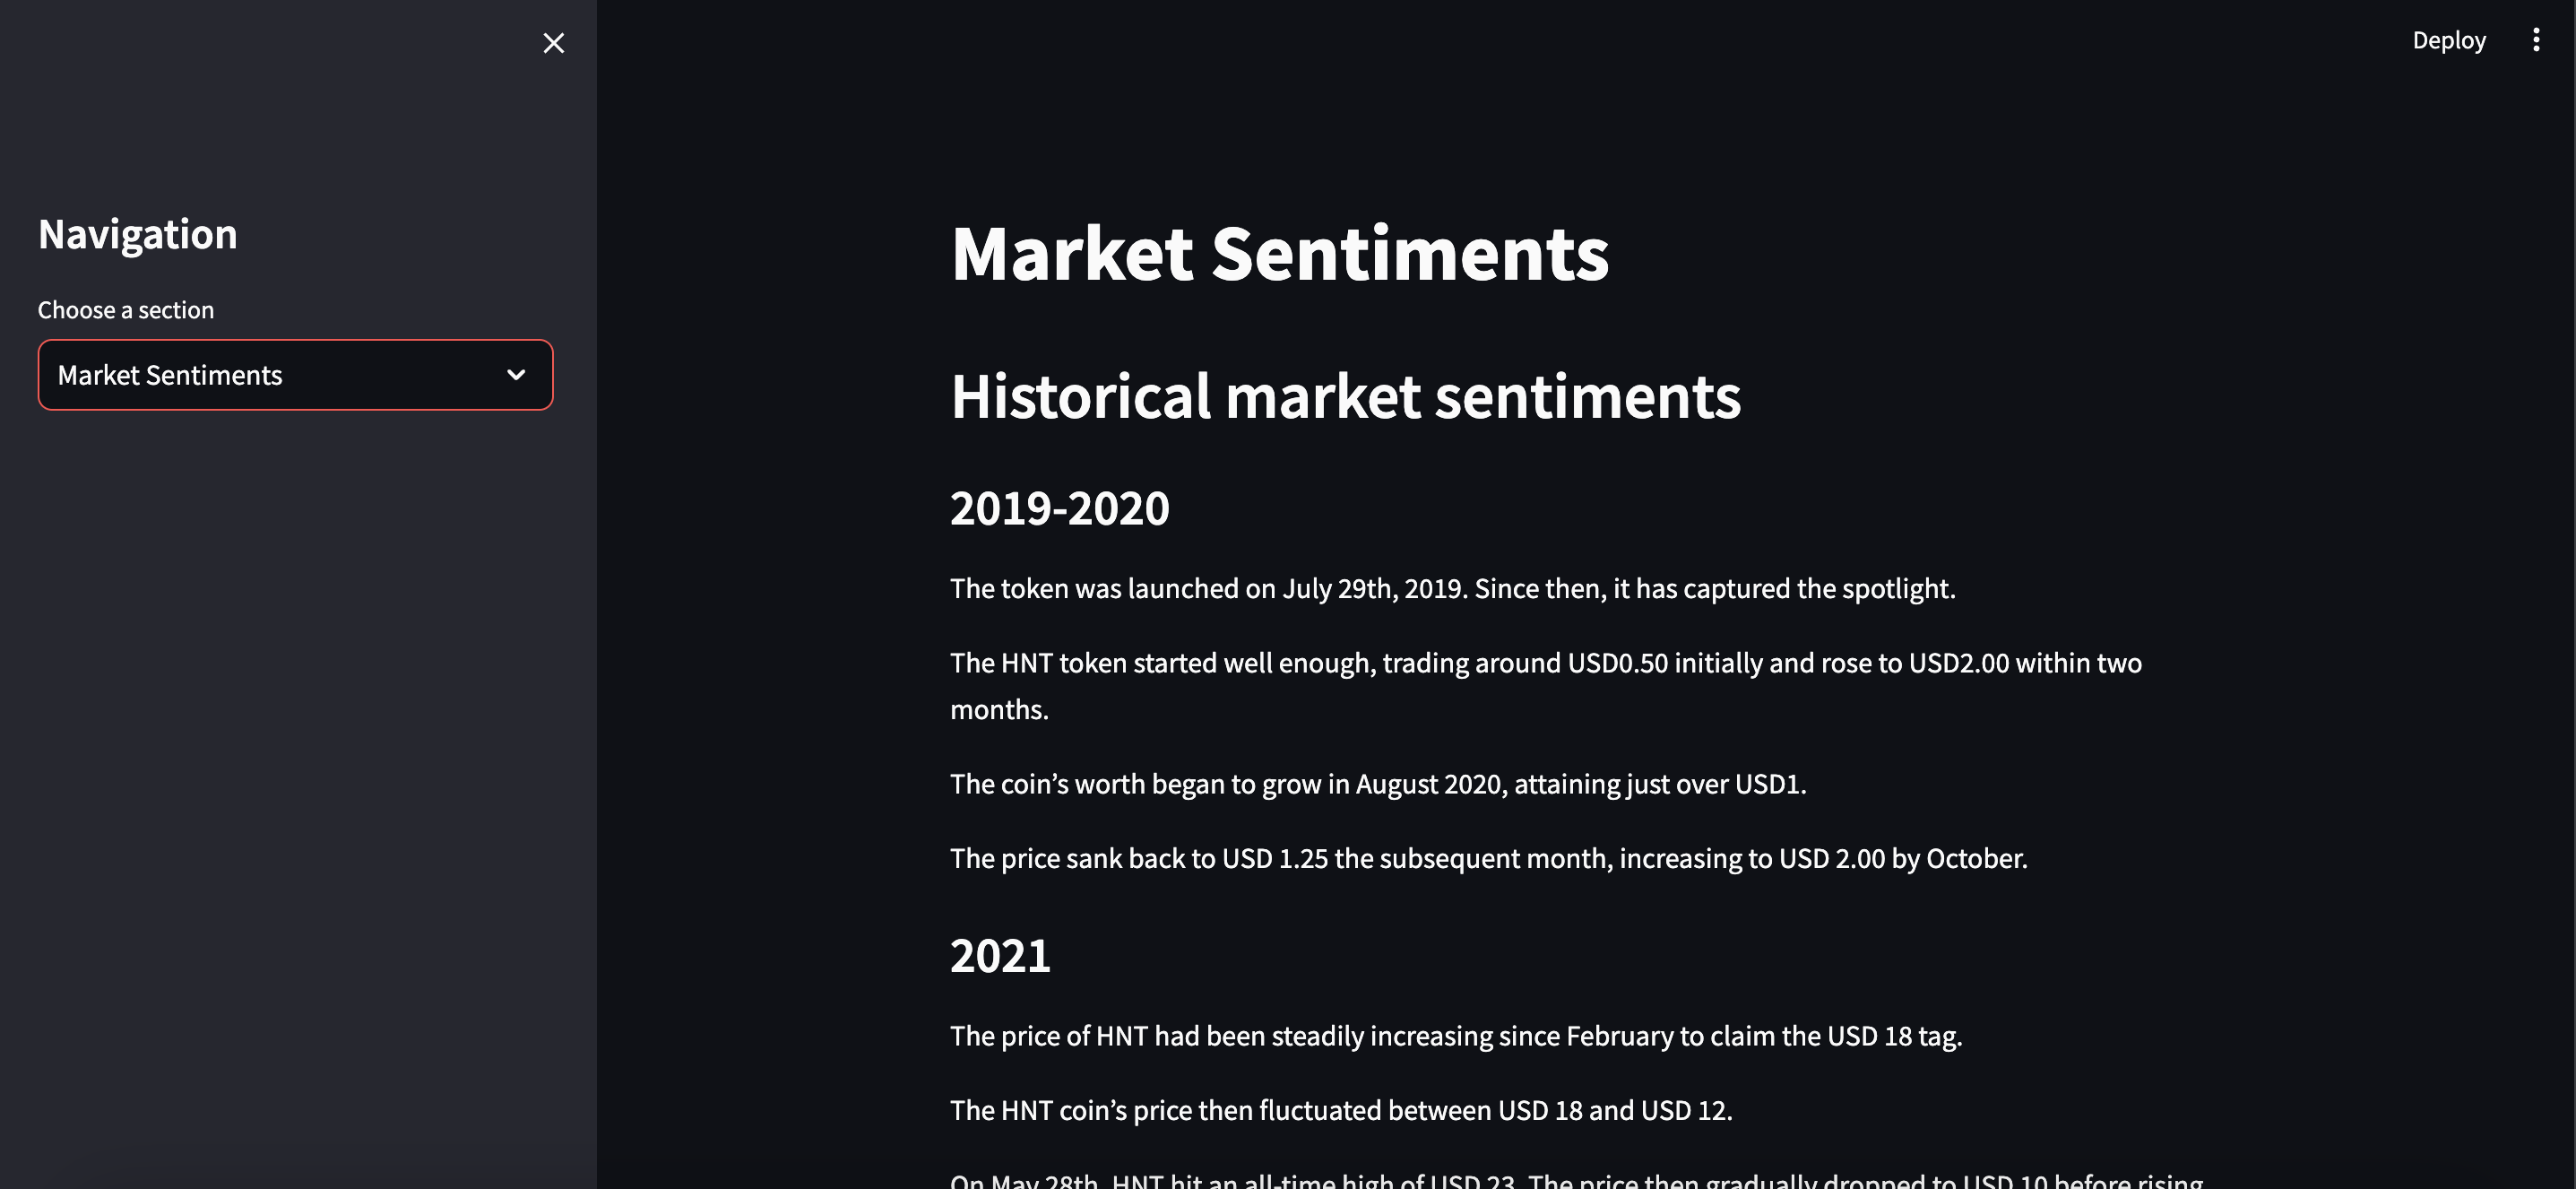 Deploy
Navigation
Choose a section
Market Sentiments
Market Sentiments
Historical market sentiments
2019-2020
The token was launched on July 29th, 2019. Since then, it has captured the spotlight.
The HNT token started well enough, trading around USD0.50 initially and rose to USD2.00 within two
months.
The coin’s worth began to grow in August 2020, attaining just over USD1.
The price sank back to USD 1.25 the subsequent month, increasing to USD 2.00 by October.
2021
The price of HNT had been steadily increasing since February to claim the USD 18 tag.
The HNT coin’s price then fluctuated between USD 18 and USD 12.
On May 28th, HNT hit an all-time high of USD 23. The price then gradually dropped to USD 10 before rising